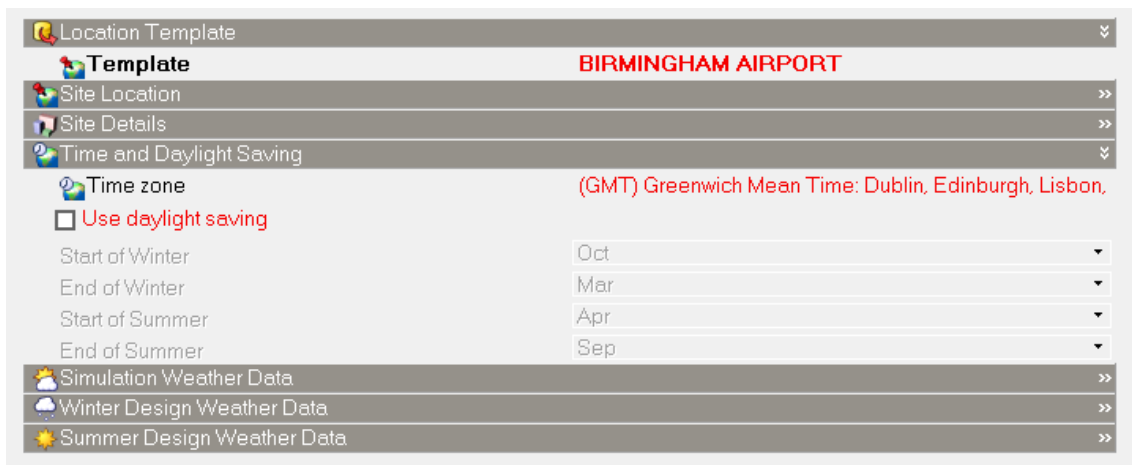 Location Template
Template BIRMINGHAM AIRPORT
Site Location
Site Details
Time and Daylight Saving
Time zone (GMT) Greenwich Mean Time: Dublin, Edinburgh, Lisbon,
Use daylight saving
Start of Winter Oct
End of Winter Mar
Start of Summer Apr
End of Summer Sep
Simulation Weather Data
Winter Design Weather Data
Summer Design Weather Data